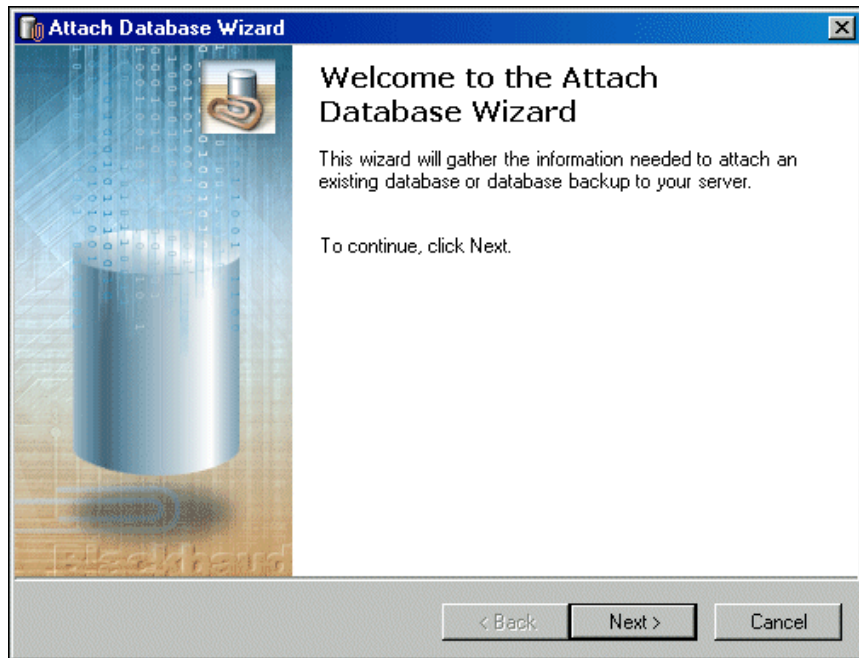 Attach Database Wizard
Welcome to the Attach
Database Wizard
This wizard will gather the information needed to attach an
existing database or database backup to your server.
To continue, click Next.
Blackbaud
< Back
Next >
Cancel